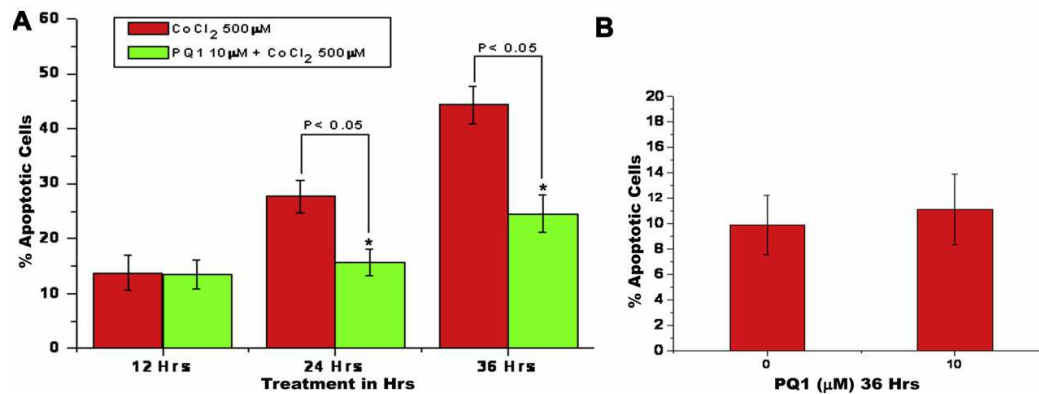 A
CoCl₂ 500µM
PQ1 10µM + CoCl₂ 500µM
P< 0.05
P< 0.05
*
*
% Apoptotic Cells
60
50
40
30
20
10
0
12 Hrs
24 Hrs
36 Hrs
Treatment in Hrs
B
% Apoptotic Cells
20
18
16
14
12
10
8
6
4
2
0
0
10
PQ1 (µM) 36 Hrs